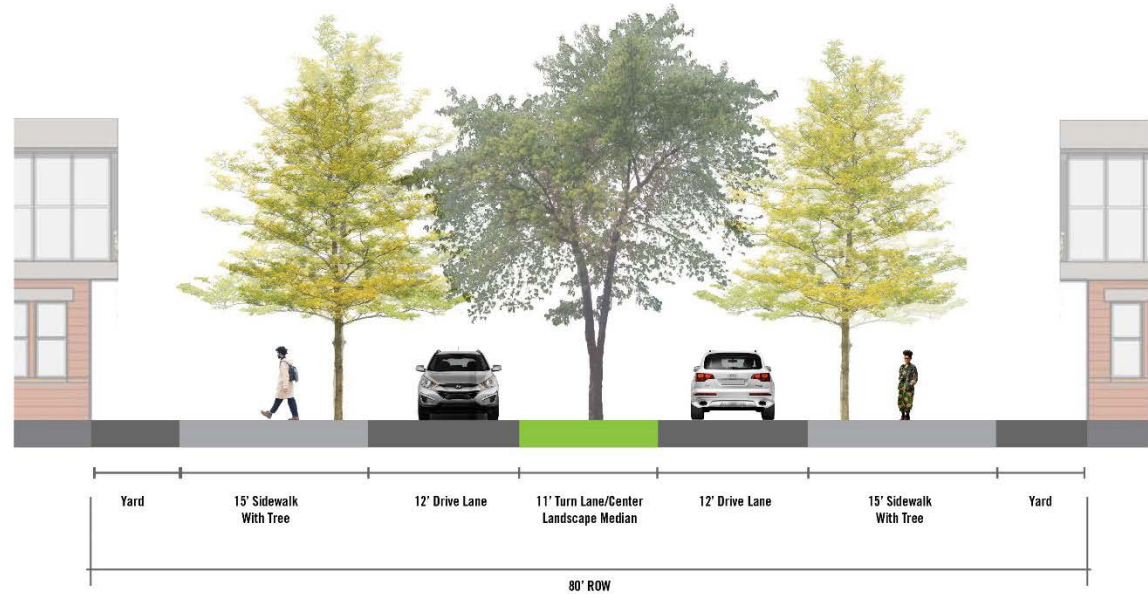 Yard
15’ Sidewalk
With Tree
12’ Drive Lane
11’ Turn Lane/Center
Landscape Median
12’ Drive Lane
15’ Sidewalk
With Tree
Yard
80’ ROW